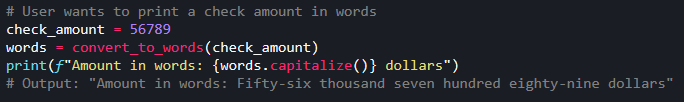 # User wants to print a check amount in words
check_amount = 56789
words = convert_to_words(check_amount)
print(f"Amount in words: {words.capitalize()} dollars")
# Output: "Amount in words: Fifty-six thousand seven hundred eighty-nine dollars"